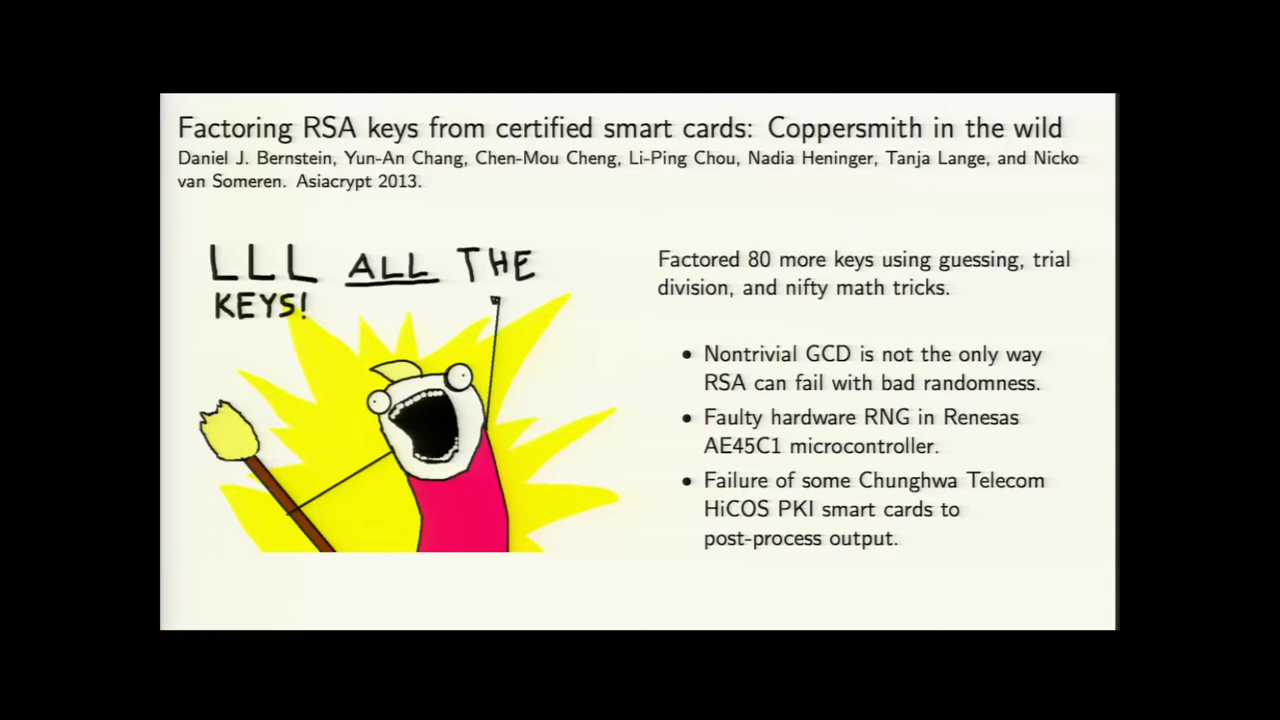 Factoring RSA keys from certified smart cards: Coppersmith in the wild
Daniel J. Bernstein, Yun-An Chang, Chen-Mou Cheng, Li-Ping Chou, Nadia Heninger, Tanja Lange, and Nicko
van Someren. Asiacrypt 2013.
LLL ALL THE
KEYS!
Factored 80 more keys using guessing, trial
division, and nifty math tricks.
• Nontrivial GCD is not the only way
RSA can fail with bad randomness.
• Faulty hardware RNG in Renesas
AE45C1 microcontroller.
• Failure of some Chunghwa Telecom
HiCOS PKI smart cards to
post-process output.